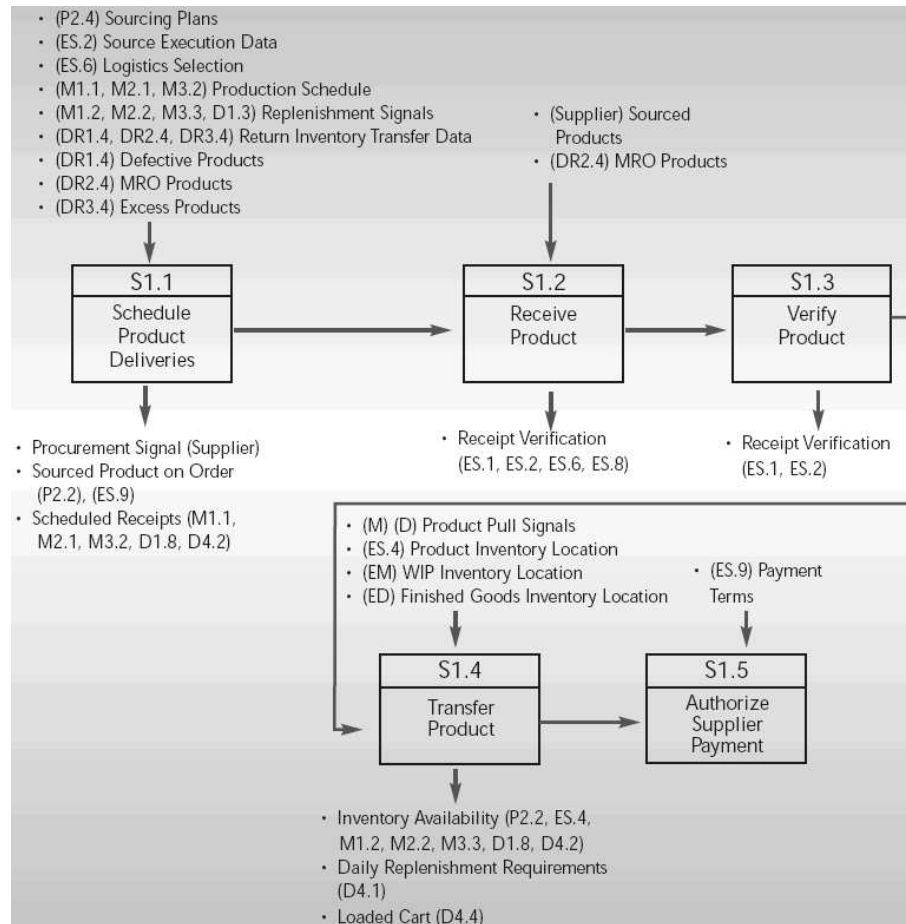 • (P2.4) Sourcing Plans
• (ES.2) Source Execution Data
• (ES.6) Logistics Selection
• (M1.1, M2.1, M3.2) Production Schedule
• (M1.2, M2.2, M3.3, D1.3) Replenishment Signals
• (DR1.4, DR2.4, DR3.4) Return Inventory Transfer Data
• (DR1.4) Defective Products
• (DR2.4) MRO Products
• (DR3.4) Excess Products
• (Supplier) Sourced
Products
• (DR2.4) MRO Products
S1.1
Schedule
Product
Deliveries
S1.2
Receive
Product
S1.3
Verify
Product
• Procurement Signal (Supplier)
• Sourced Product on Order
(P2.2), (ES.9)
• Scheduled Receipts (M1.1,
M2.1, M3.2, D1.8, D4.2)
• Receipt Verification
(ES.1, ES.2, ES.6, ES.8)
• Receipt Verification
(ES.1, ES.2)
• (M) (D) Product Pull Signals
• (ES.4) Product Inventory Location
• (EM) WIP Inventory Location
• (ED) Finished Goods Inventory Location
• (ES.9) Payment
Terms
S1.4
Transfer
Product
S1.5
Authorize
Supplier
Payment
• Inventory Availability (P2.2, ES.4,
M1.2, M2.2, M3.3, D1.8, D4.2)
• Daily Replenishment Requirements
(D4.1)
• Loaded Cart (D4.4)